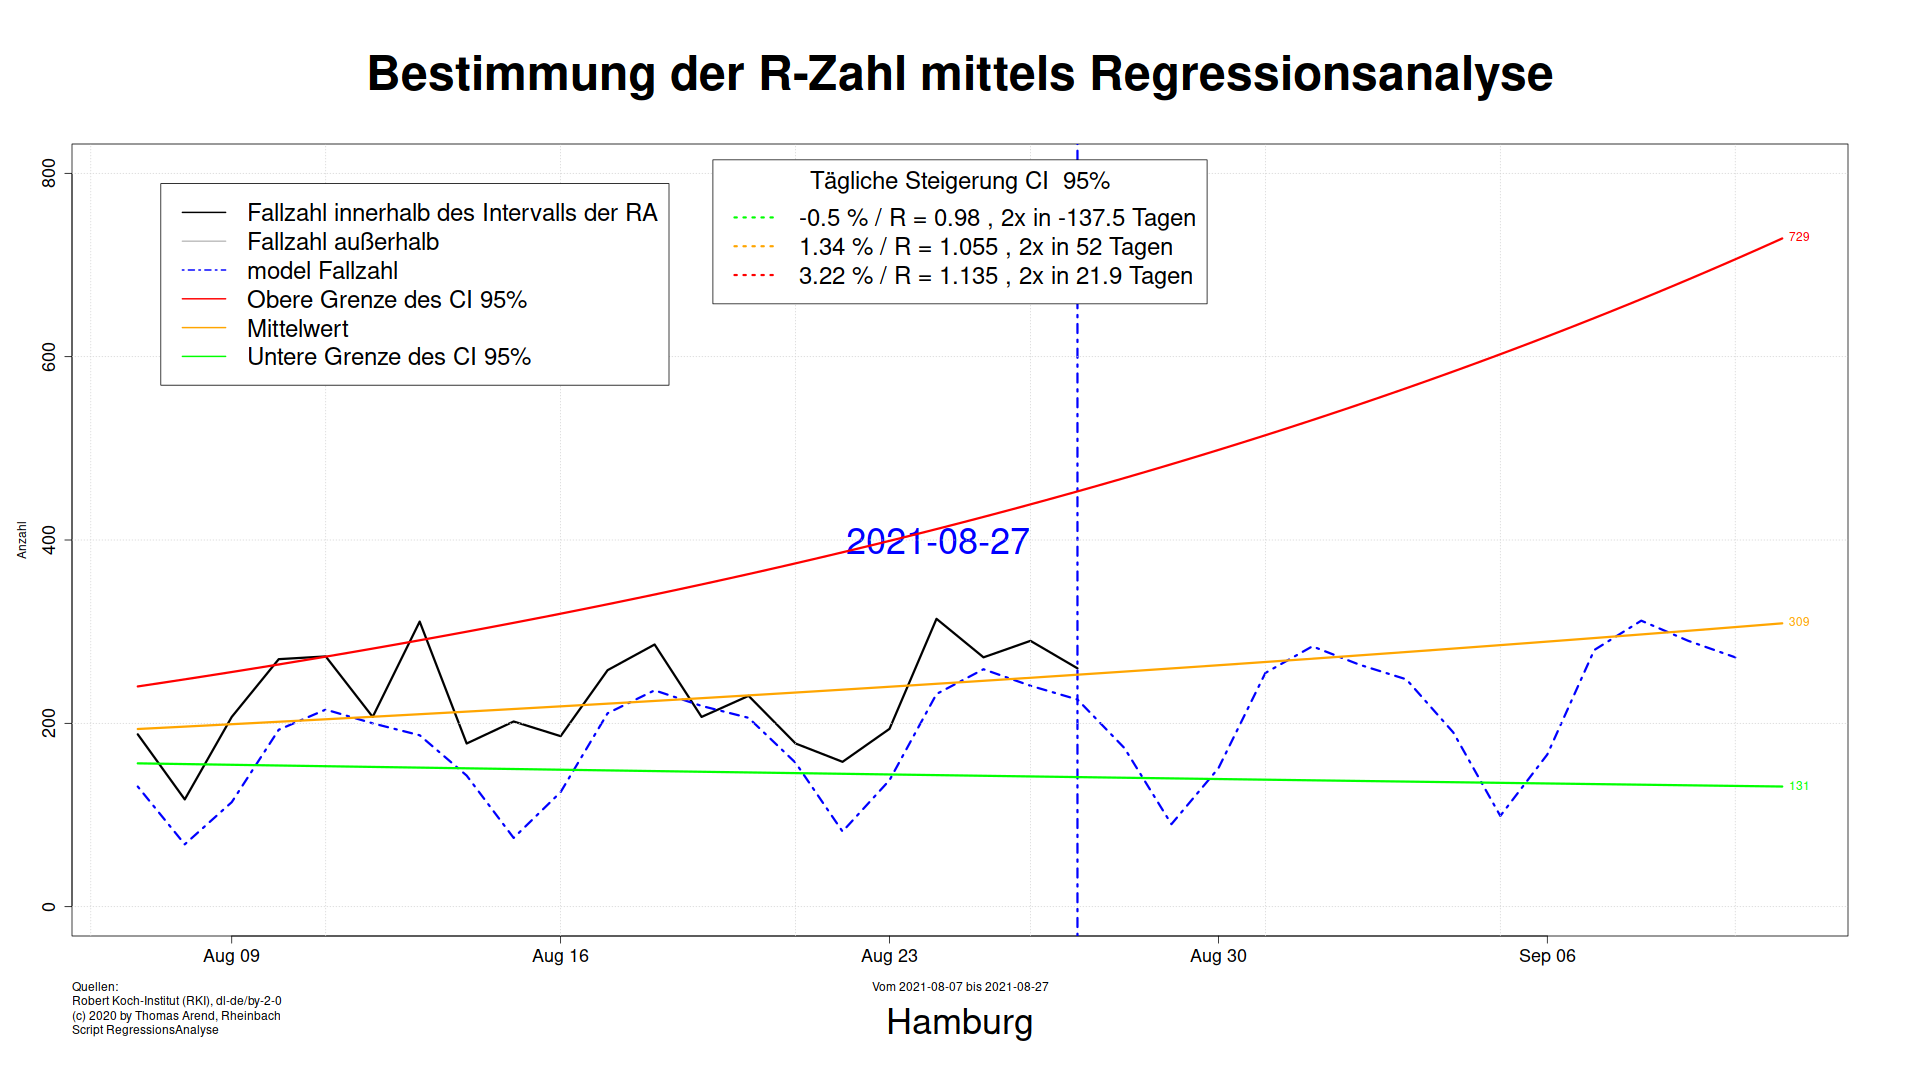 Bestimmung der R-Zahl mittels Regressionsanalyse
800
600
400
200
0
Anzahl
Fallzahl innerhalb des Intervalls der RA
Fallzahl außerhalb
model Fallzahl
Obere Grenze des CI 95%
Mittelwert
Untere Grenze des CI 95%
Tägliche Steigerung CI  95%
-0.5 % / R = 0.98 , 2x in -137.5 Tagen
1.34 % / R = 1.055 , 2x in 52 Tagen
3.22 % / R = 1.135 , 2x in 21.9 Tagen
729
2021-08-27
309
131
Aug 09
Aug 16
Aug 23
Aug 30
Sep 06
Quellen:
Robert Koch-Institut (RKI), dl-de/by-2-0
(c) 2020 by Thomas Arend, Rheinbach
Script RegressionsAnalyse
Vom 2021-08-07 bis 2021-08-27
Hamburg